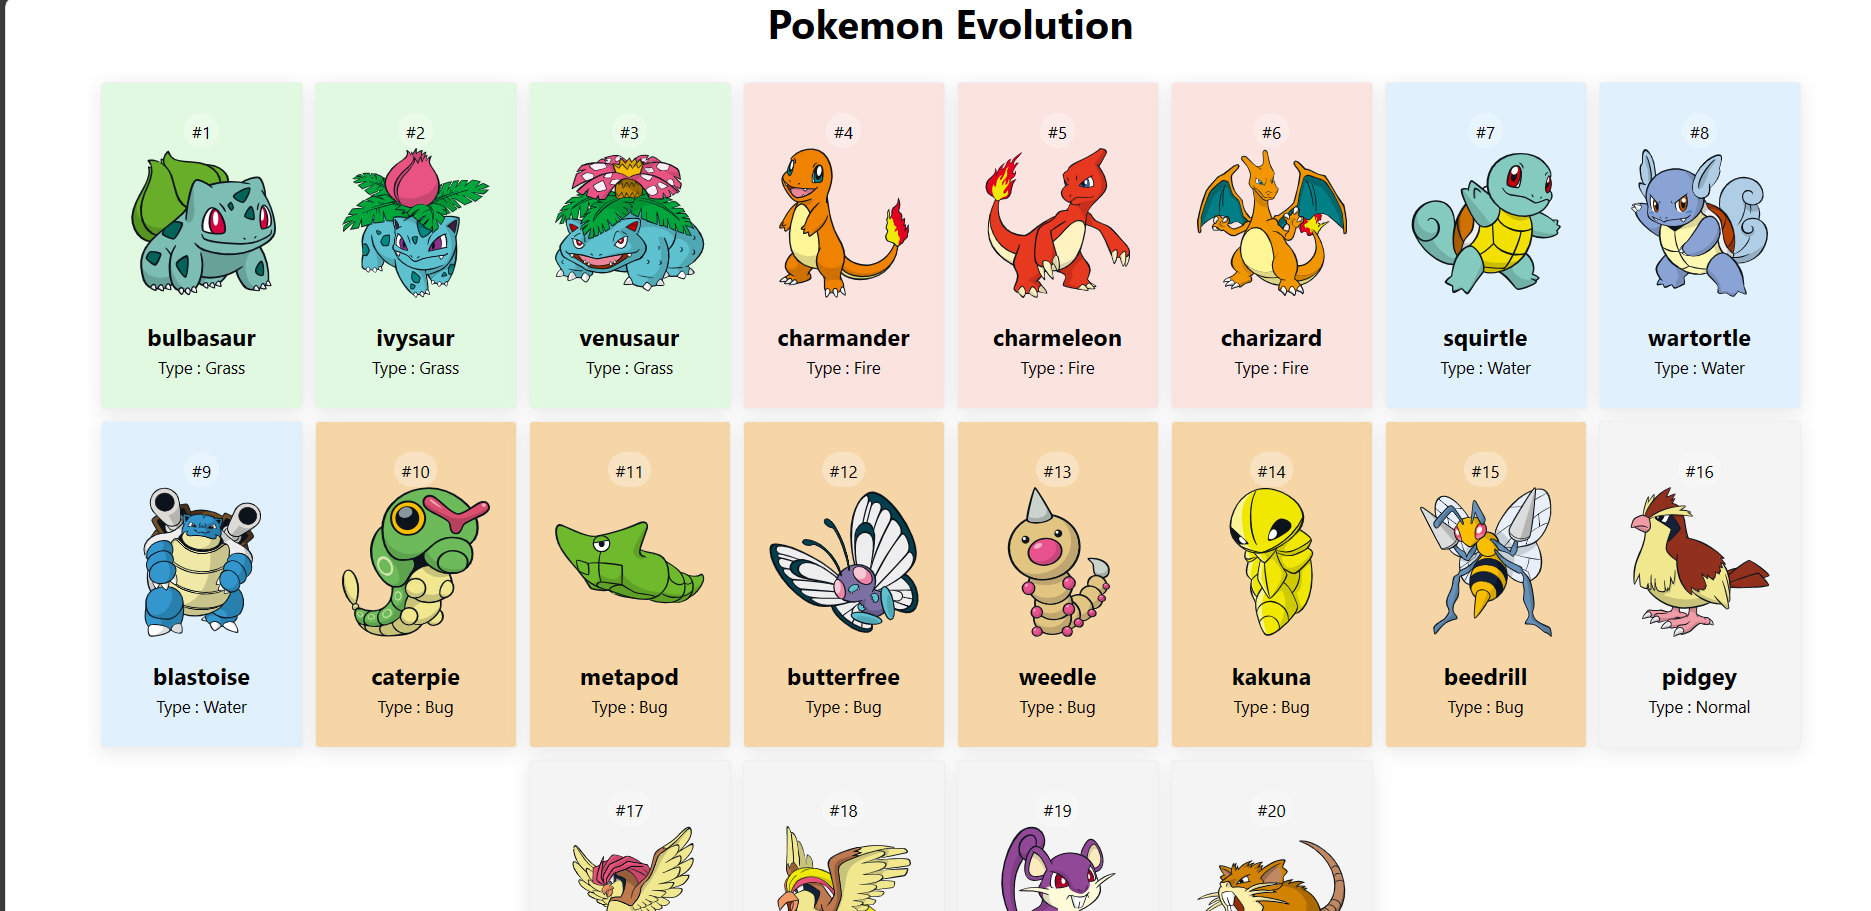 Pokemon Evolution
#1
bulbasaur
Type : Grass
#2
ivysaur
Type : Grass
#3
venusaur
Type : Grass
#4
charmander
Type : Fire
#5
charmeleon
Type : Fire
#6
charizard
Type : Fire
#7
squirtle
Type : Water
#8
wartortle
Type : Water
#9
blastoise
Type : Water
#10
caterpie
Type : Bug
#11
metapod
Type : Bug
#12
butterfree
Type : Bug
#13
weedle
Type : Bug
#14
kakuna
Type : Bug
#15
beedrill
Type : Bug
#16
pidgey
Type : Normal
#17
#18
#19
#20